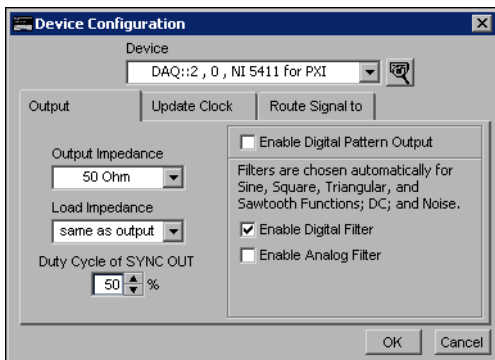 Device Configuration
Device
DAQ::2 , 0 , NI 5411 for PXI
Output
Update Clock
Route Signal to
Output Impedance
50 Ohm
Load Impedance
same as output
Duty Cycle of SYNC OUT
50 %
Enable Digital Pattern Output
Filters are chosen automatically for
Sine, Square, Triangular, and
Sawtooth Functions; DC; and Noise.
Enable Digital Filter
Enable Analog Filter
OK
Cancel